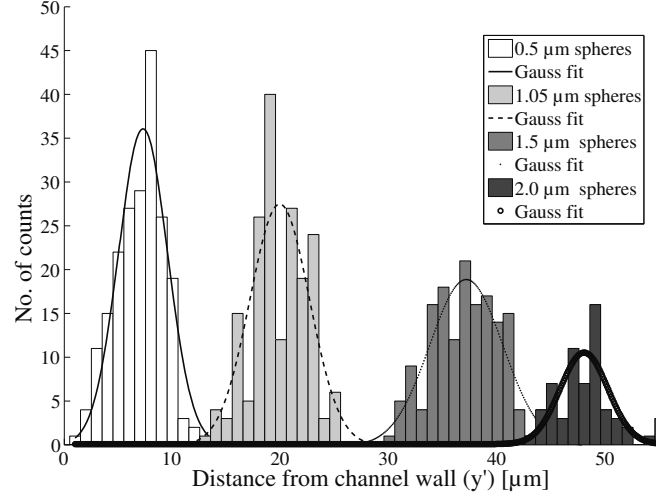 50
45
40
35
30
25
20
15
10
5
0
No. of counts
0 10 20 30 40 50
Distance from channel wall (y') [µm]
0.5 µm spheres
Gauss fit
1.05 µm spheres
Gauss fit
1.5 µm spheres
Gauss fit
2.0 µm spheres
Gauss fit